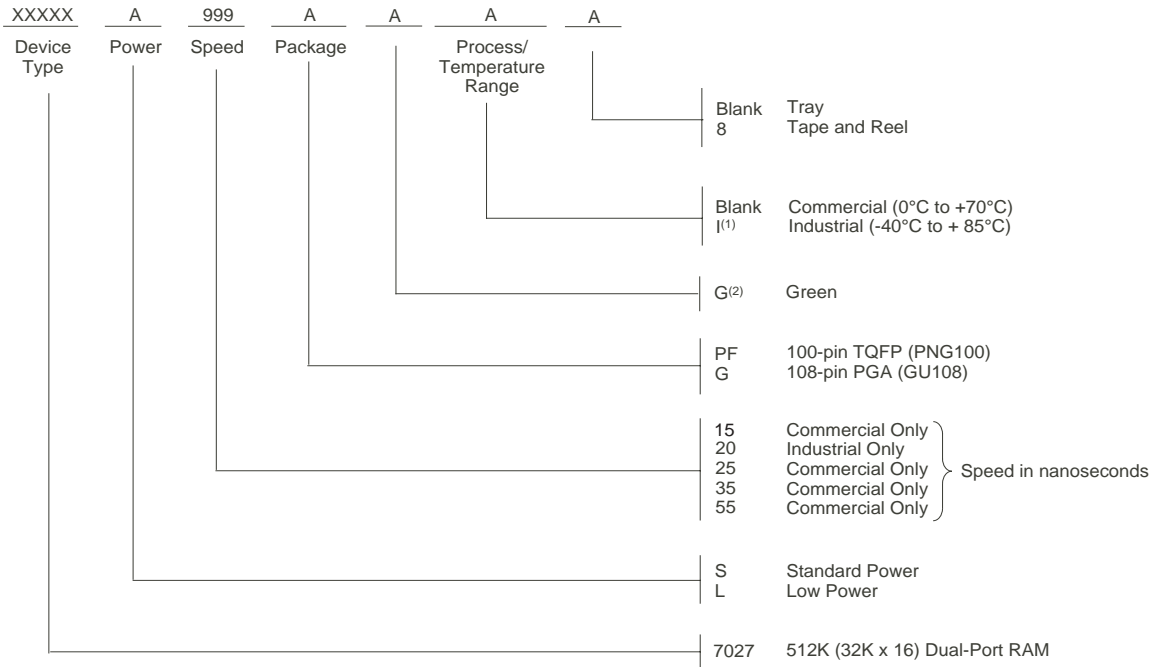 XXXXX A 999 A A A A
Device Type Power Speed Package Process/ Temperature Range
Blank Tray
8 Tape and Reel
Blank Commercial (0°C to +70°C)
I(1) Industrial (-40°C to + 85°C)
G(2) Green
PF 100-pin TQFP (PNG100)
G 108-pin PGA (GU108)
15 Commercial Only
20 Industrial Only
25 Commercial Only
Speed in nanoseconds
35 Commercial Only
55 Commercial Only
S Standard Power
L Low Power
7027 512K (32K x 16) Dual-Port RAM